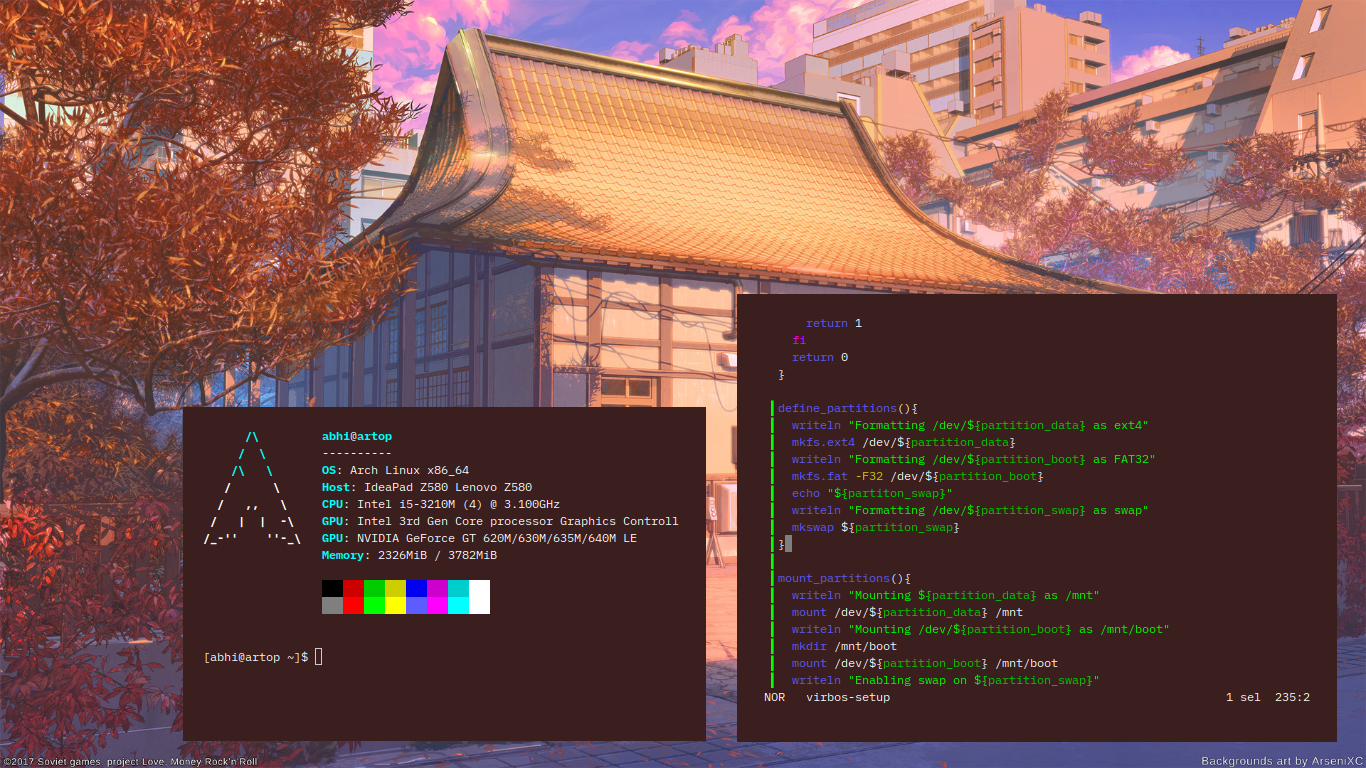 abhi@artop
----------
OS: Arch Linux x86_64
Host: IdeaPad Z580 Lenovo Z580
CPU: Intel i5-3210M (4) @ 3.100GHz
GPU: Intel 3rd Gen Core processor Graphics Controll
GPU: NVIDIA GeForce GT 620M/630M/635M/640M LE
Memory: 2326MiB / 3782MiB
[abhi@artop ~]$
return 1
fi
return 0
}
define_partitions(){
writeln "Formatting /dev/${partition_data} as ext4"
mkfs.ext4 /dev/${partition_data}
writeln "Formatting /dev/${partition_boot} as FAT32"
mkfs.fat -F32 /dev/${partition_boot}
echo "${partiton_swap}"
writeln "Formatting /dev/${partition_swap} as swap"
mkswap ${partition_swap}
}
mount_partitions(){
writeln "Mounting ${partition_data} as /mnt"
mount /dev/${partition_data} /mnt
writeln "Mounting /dev/${partition_boot} as /mnt/boot"
mkdir /mnt/boot
mount /dev/${partition_boot} /mnt/boot
writeln "Enabling swap on ${partition_swap}"
NOR virbos-setup 1 sel 235:2
©2017 Soviet games. project Love, Money Rock'n'Roll
Backgrounds art by ArseniXC